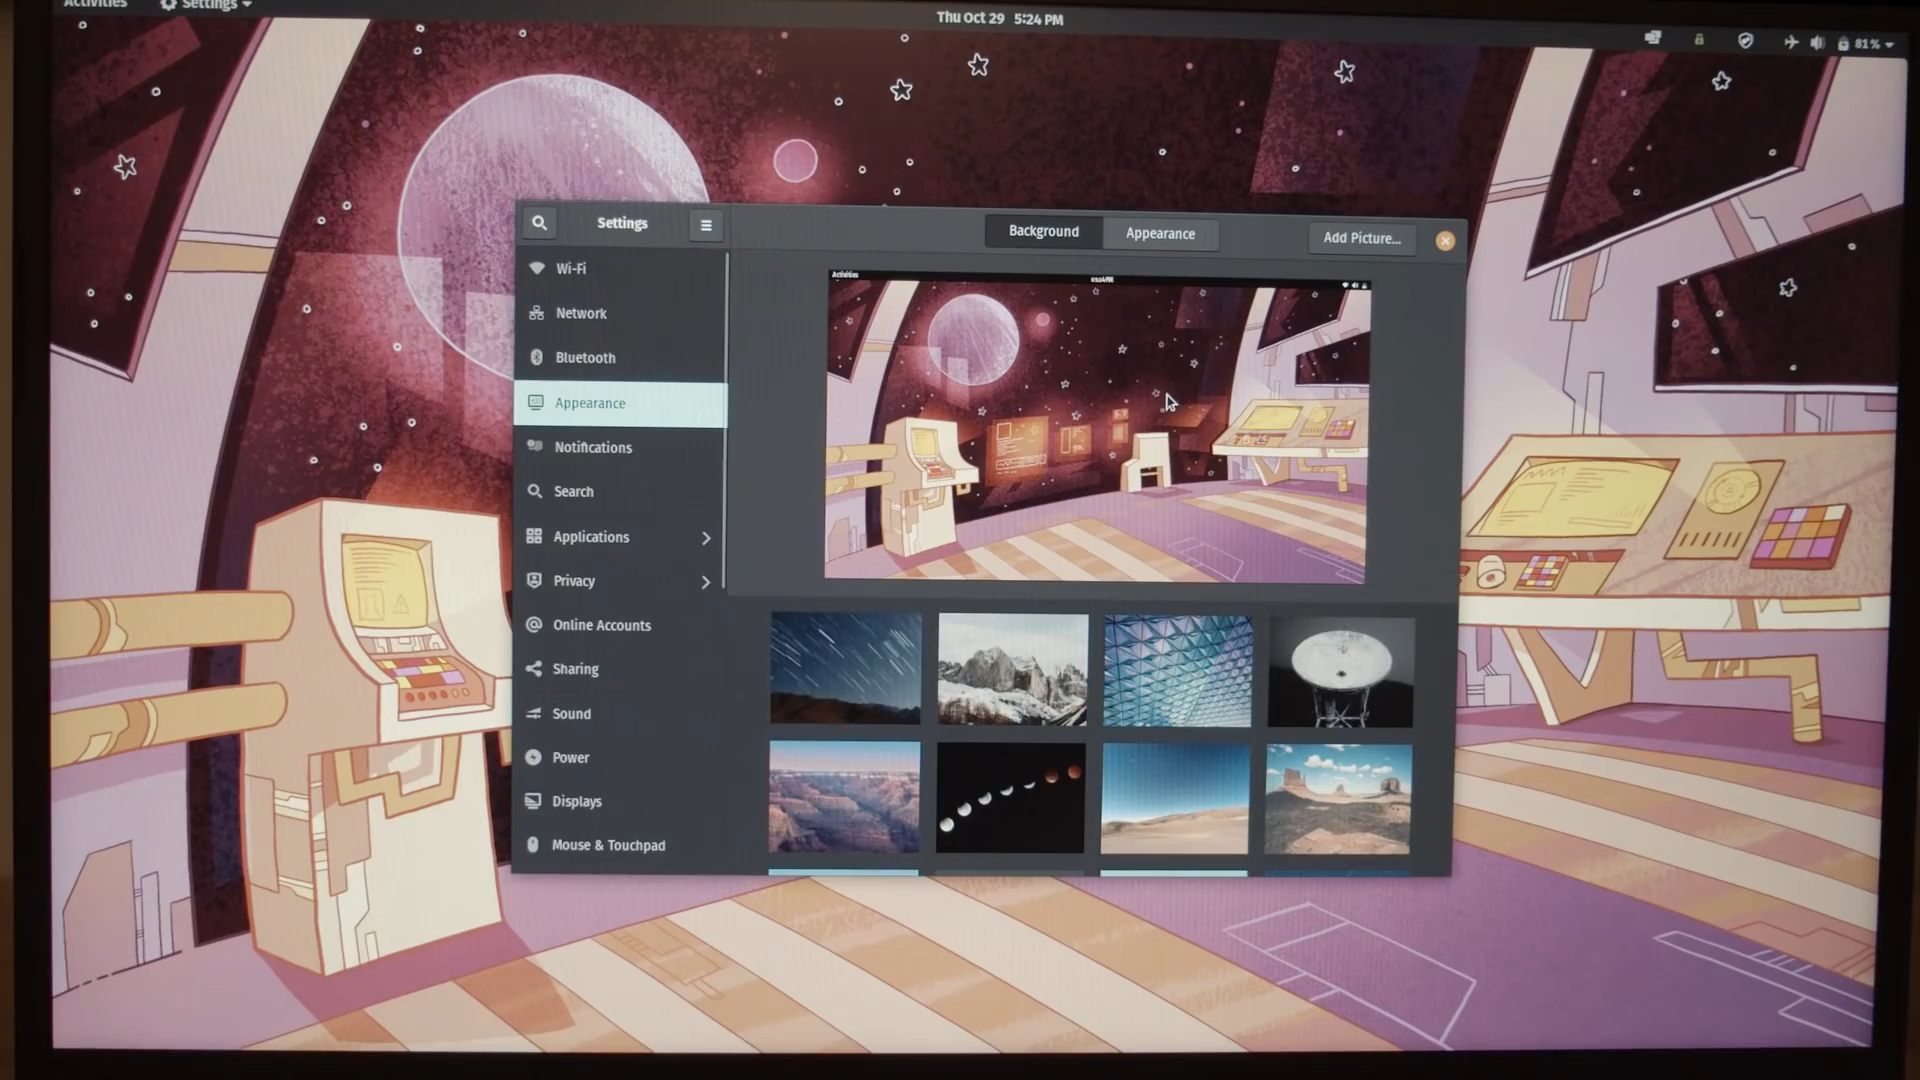 Activities Settings Thu Oct 29 5:24 PM 81%
Settings
Background Appearance Add Picture...
Wi-Fi
Network
Bluetooth
Appearance
Notifications
Search
Applications
Privacy
Online Accounts
Sharing
Sound
Power
Displays
Mouse & Touchpad
Activities